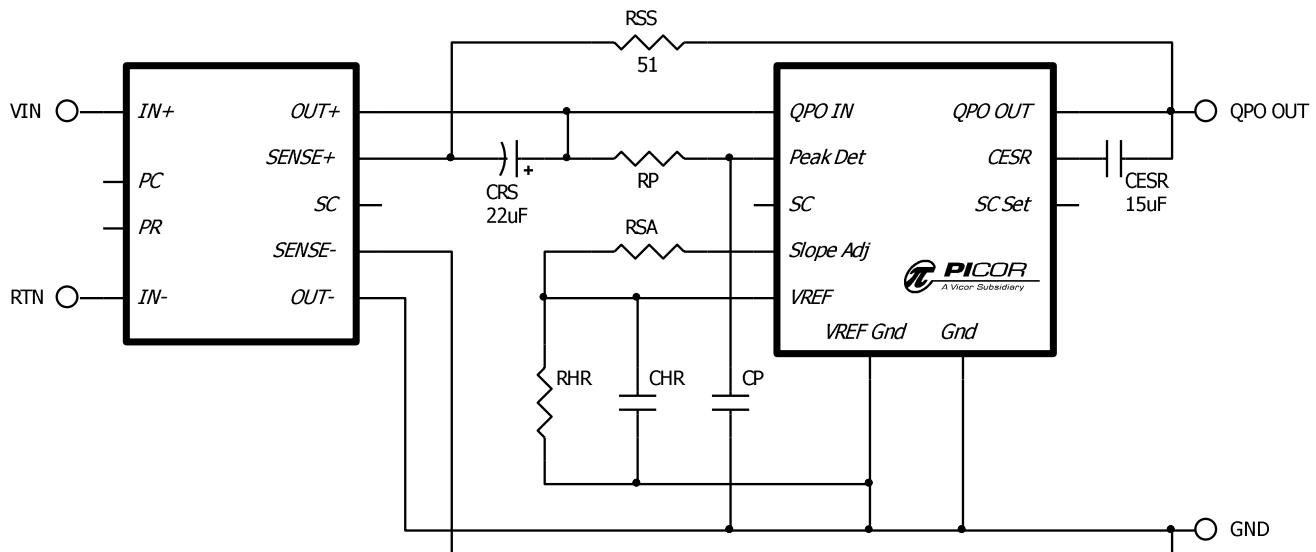 RSS
51
VIN
IN+
OUT+
QPO IN
QPO OUT
QPO OUT
SENSE+
Peak Det
CESR
PC
CRS
22uF
+
RP
CESR
15uF
SC
SC
SC Set
PR
RSA
SENSE-
Slope Adj
PICOR
A Vicor Subsidiary
RTN
IN-
OUT-
VREF
VREF Gnd
Gnd
RHR
CHR
CP
GND